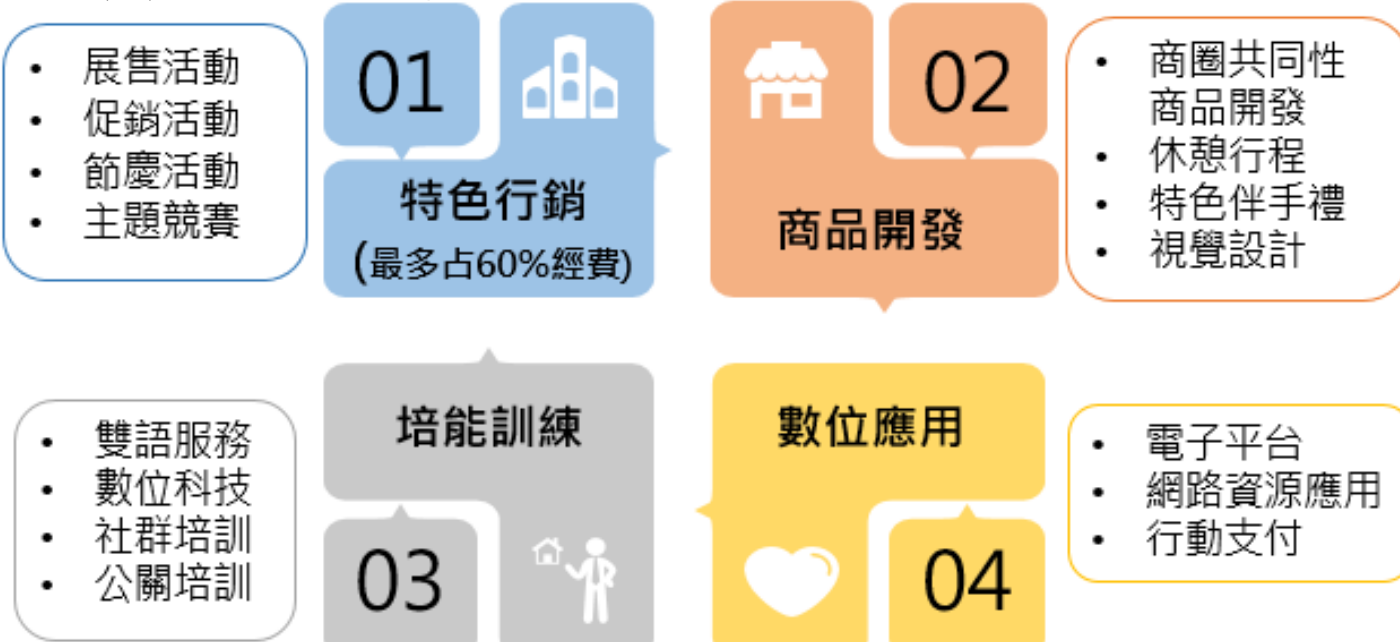 • 展售活動
• 促銷活動
• 節慶活動
• 主題競賽
01
特色行銷
(最多占60%經費)
02
商品開發
• 商圈共同性
商品開發
• 休憩行程
• 特色伴手禮
• 視覺設計
• 雙語服務
• 數位科技
• 社群培訓
• 公關培訓
培能訓練
03
數位應用
04
• 電子平台
• 網路資源應用
• 行動支付